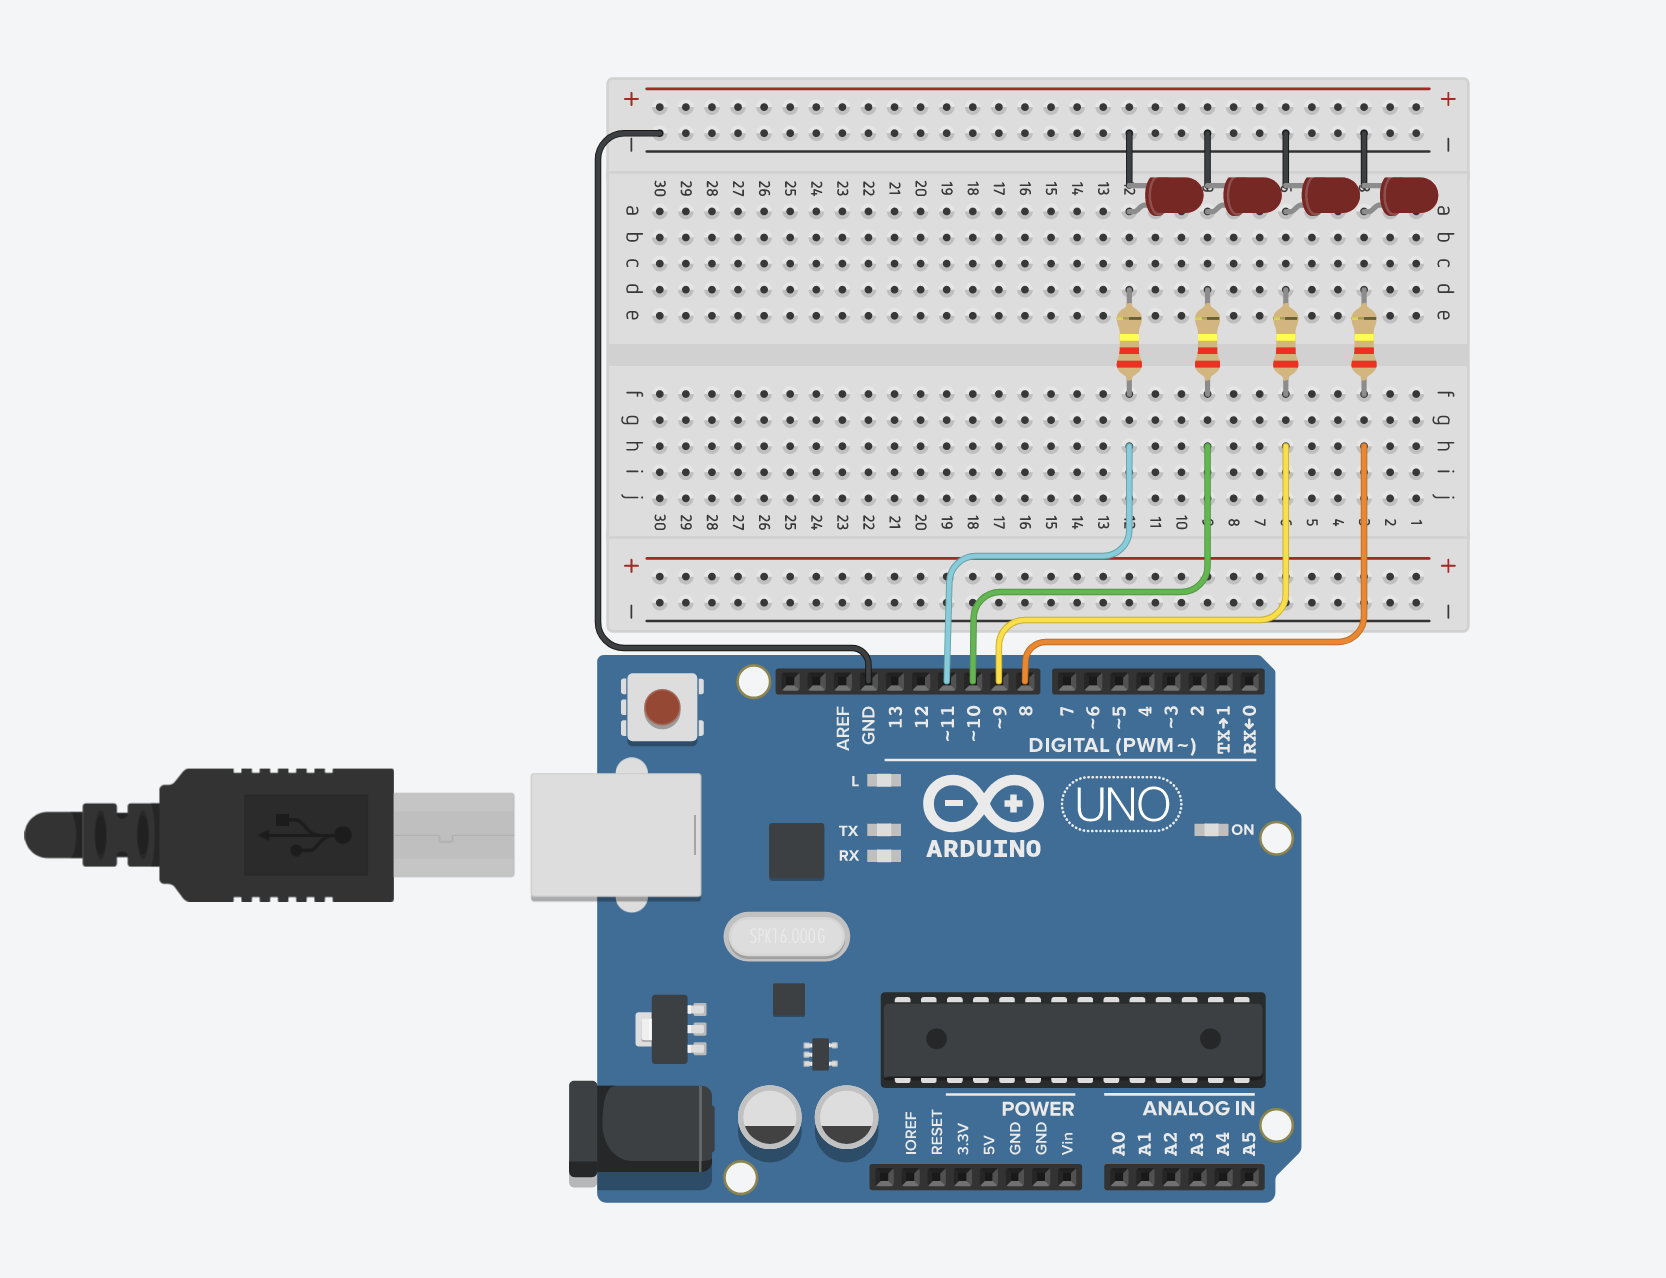 + +
− −
30 29 28 27 26 25 24 23 22 21 20 19 18 17 16 15 14 13
a a
b b
c c
d d
e e
f f
g g
h h
i i
j j
30 29 28 27 26 25 24 23 22 21 20 19 18 17 16 15 14 13 12 11 10 9 8 7 6 5 4 3 2 1
+ +
− −
AREF GND 13 12 ~11 ~10 ~9 8 7 ~6 ~5 4 ~3 2 TX→1 RX←0
DIGITAL (PWM~)
L
TX
RX
UNO
ON
ARDUINO
SPK16.000G
POWER
ANALOG IN
IOREF RESET 3.3V 5V GND GND Vin A0 A1 A2 A3 A4 A5